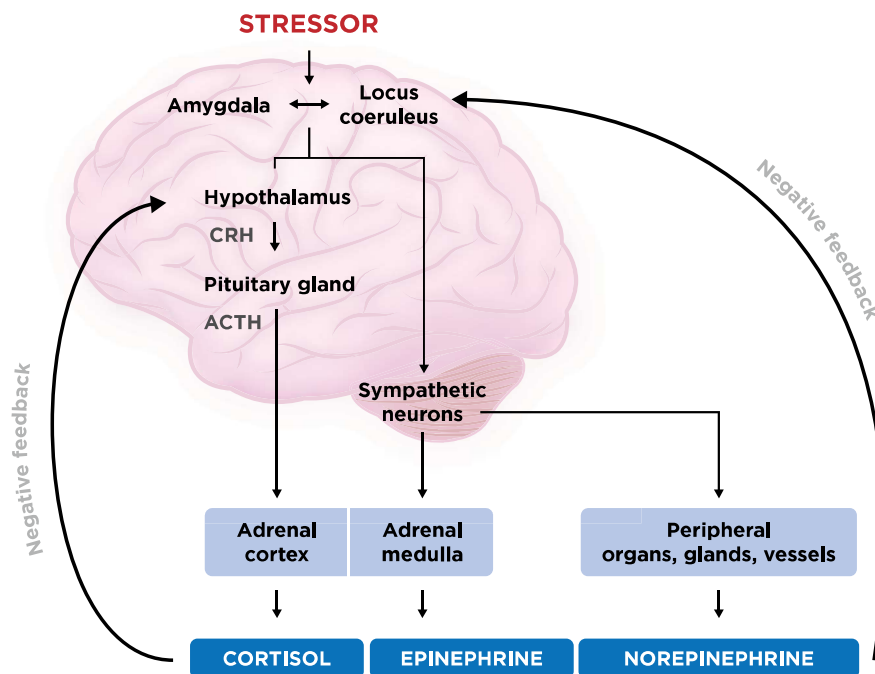 STRESSOR
Amygdala
Locus
coeruleus
Negative feedback
Hypothalamus
CRH
Pituitary gland
ACTH
Sympathetic
neurons
Negative feedback
Adrenal
cortex
Adrenal
medulla
Peripheral
organs, glands, vessels
CORTISOL
EPINEPHRINE
NOREPINEPHRINE